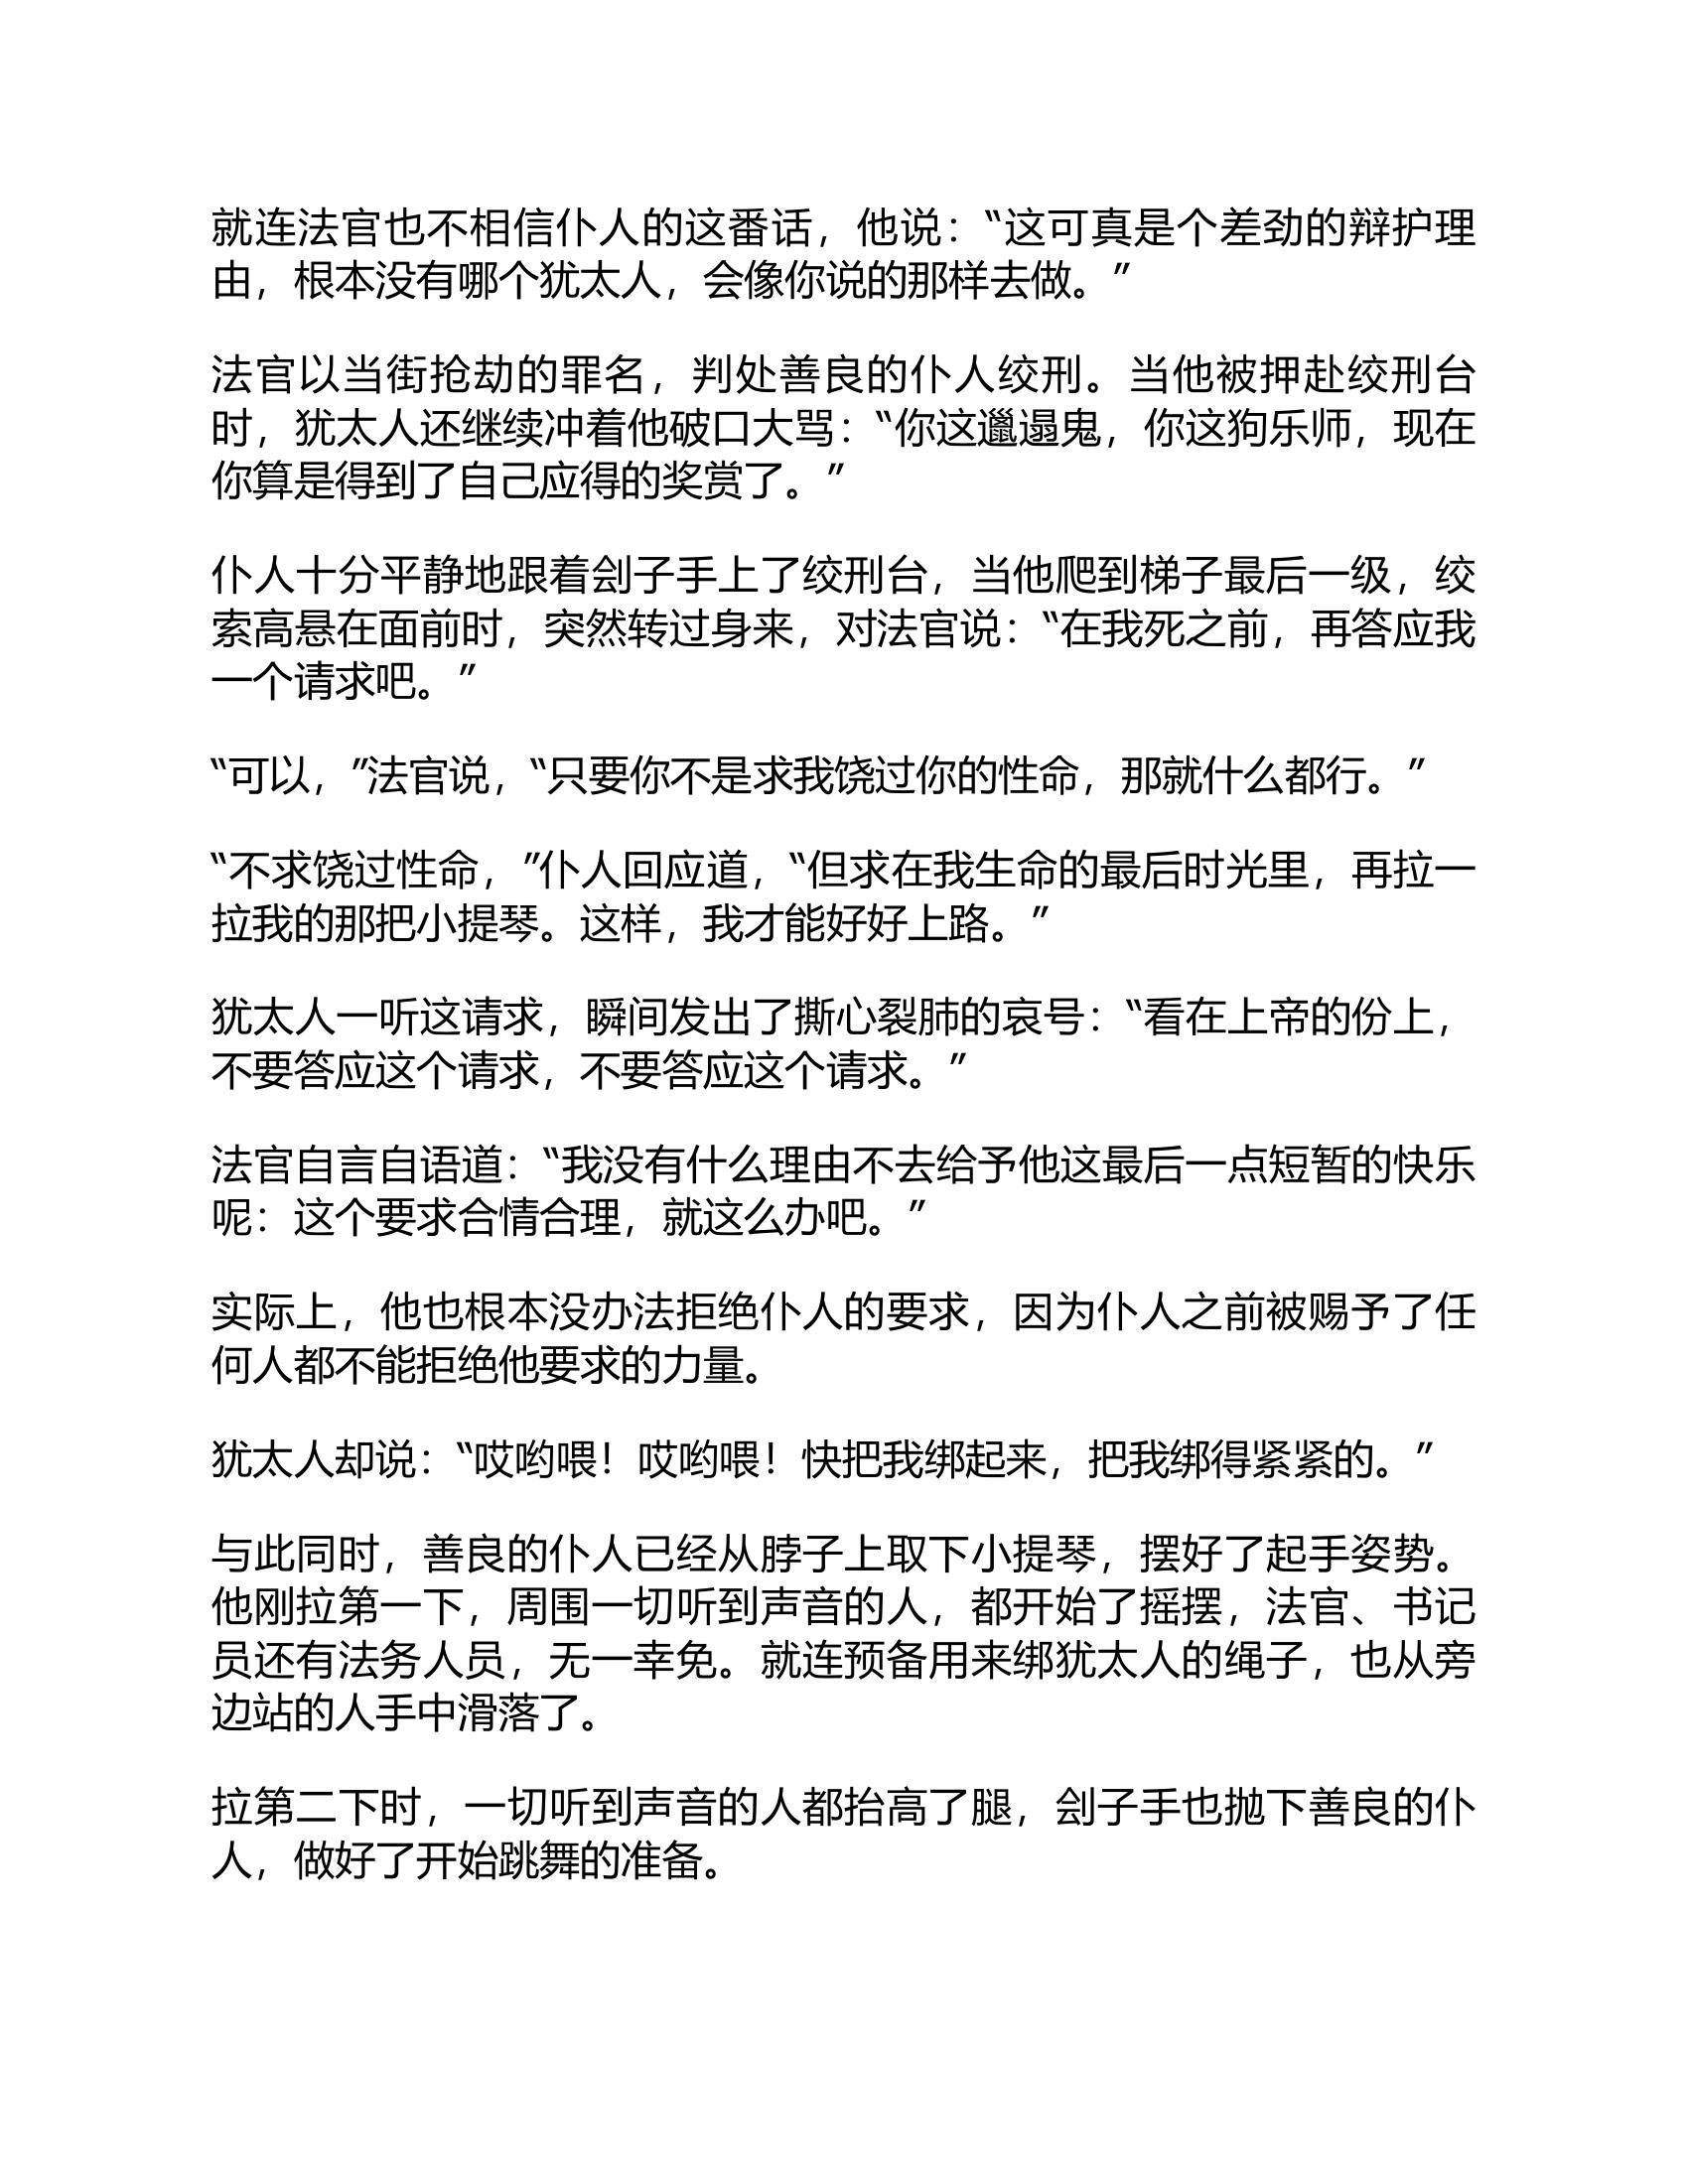 就连法官也不相信仆人的这番话，他说：“这可真是个差劲的辩护理
由，根本没有哪个犹太人，会像你说的那样去做。”
法官以当街抢劫的罪名，判处善良的仆人绞刑。当他被押赴绞刑台
时，犹太人还继续冲着他破口大骂：“你这邋遢鬼，你这狗乐师，现在
你算是得到了自己应得的奖赏了。”
仆人十分平静地跟着刽子手上了绞刑台，当他爬到梯子最后一级，绞
索高悬在面前时，突然转过身来，对法官说：“在我死之前，再答应我
一个请求吧。”
“可以，”法官说，“只要你不是求我饶过你的性命，那就什么都行。”
“不求饶过性命，”仆人回应道，“但求在我生命的最后时光里，再拉一
拉我的那把小提琴。这样，我才能好好上路。”
犹太人一听这请求，瞬间发出了撕心裂肺的哀号：“看在上帝的份上，
不要答应这个请求，不要答应这个请求。”
法官自言自语道：“我没有什么理由不去给予他这最后一点短暂的快乐
呢：这个要求合情合理，就这么办吧。”
实际上，他也根本没办法拒绝仆人的要求，因为仆人之前被赐予了任
何人都不能拒绝他要求的力量。
犹太人却说：“哎哟喂！哎哟喂！快把我绑起来，把我绑得紧紧的。”
与此同时，善良的仆人已经从脖子上取下小提琴，摆好了起手姿势。
他刚拉第一下，周围一切听到声音的人，都开始了摇摆，法官、书记
员还有法务人员，无一幸免。就连预备用来绑犹太人的绳子，也从旁
边站的人手中滑落了。
拉第二下时，一切听到声音的人都抬高了腿，刽子手也抛下善良的仆
人，做好了开始跳舞的准备。